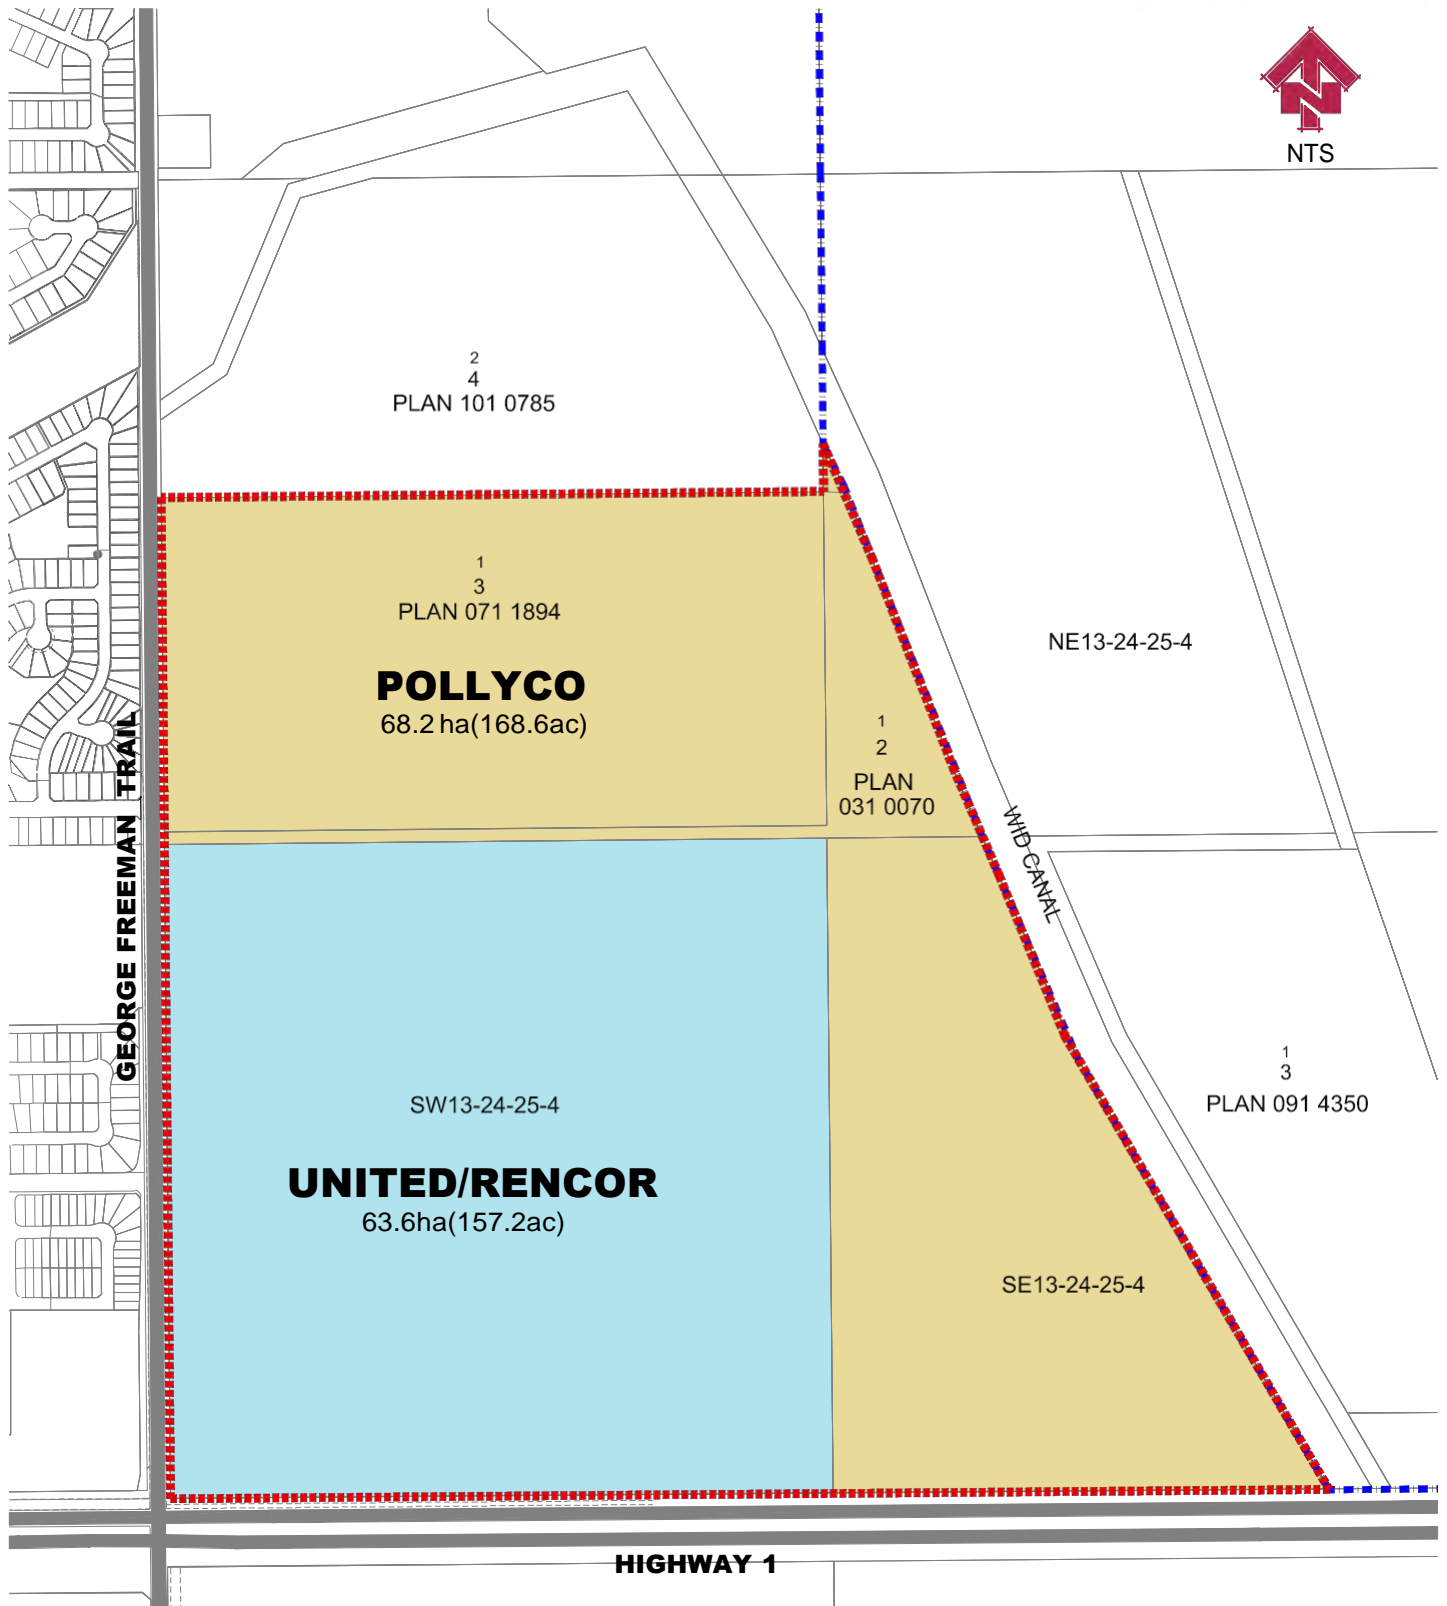 NTS
2
4
PLAN 101 0785
1
3
PLAN 071 1894
POLLYCO
68.2 ha(168.6ac)
NE13-24-25-4
1
2
PLAN
031 0070
WID CANAL
GEORGE FREEMAN TRAIL
1
3
PLAN 091 4350
SW13-24-25-4
UNITED/RENCOR
63.6ha(157.2ac)
SE13-24-25-4
HIGHWAY 1